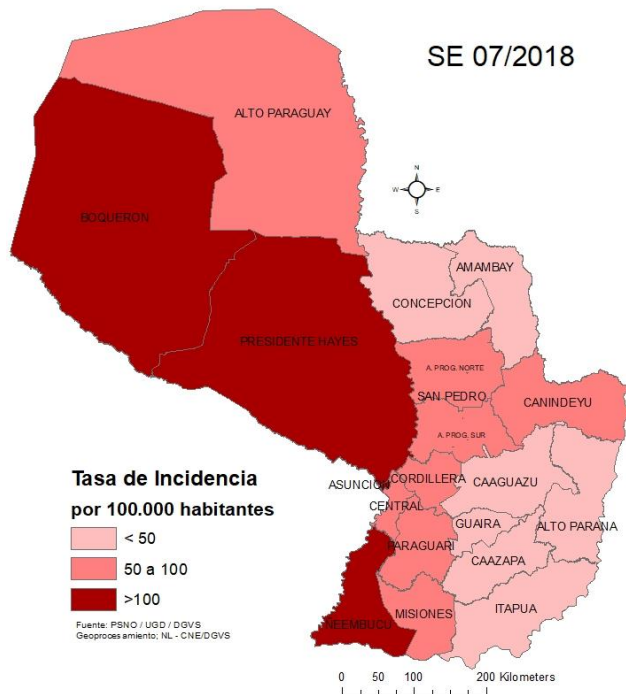 SE 07/2018
ALTO PARAGUAY
N
W E
S
BOQUERON
AMAMBAY
CONCEPCION
PRESIDENTE HAYES
A. PROG. NORTE
SAN PEDRO
CANINDEYU
A. PROG. SUR
ASUNCION
CORDILLERA
CAAGUAZU
CENTRAL
GUAIRA
ALTO PARANA
PARAGUARI
CAAZAPA
ITAPUA
MISIONES
ÑEEMBUCU
Tasa de Incidencia
por 100.000 habitantes
< 50
50 a 100
>100
Fuente: PSNO / UGD / DGVS
Geoprocesamiento; NL - CNE/DGVS
0 50 100 200 Kilometers